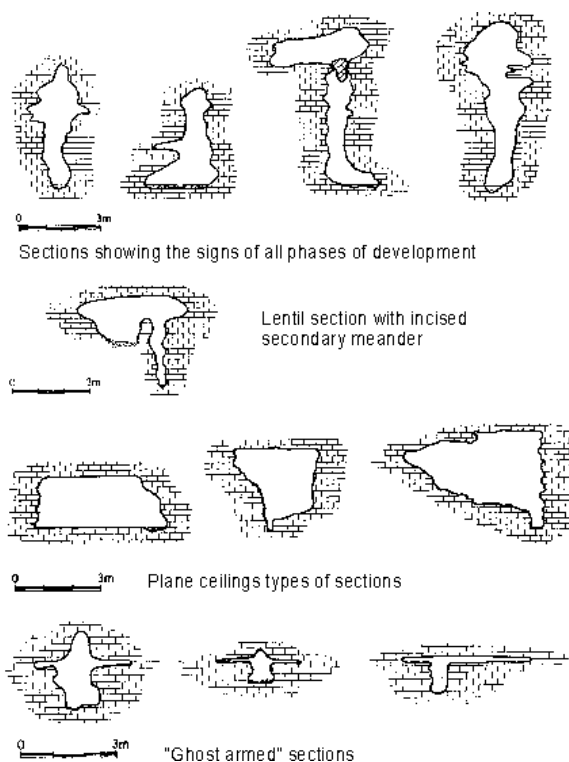 0 3m
Sections showing the signs of all phases of development
Lentil section with incised
secondary meander
0 3m
0 3m
Plane ceilings types of sections
0 3m
"Ghost armed" sections